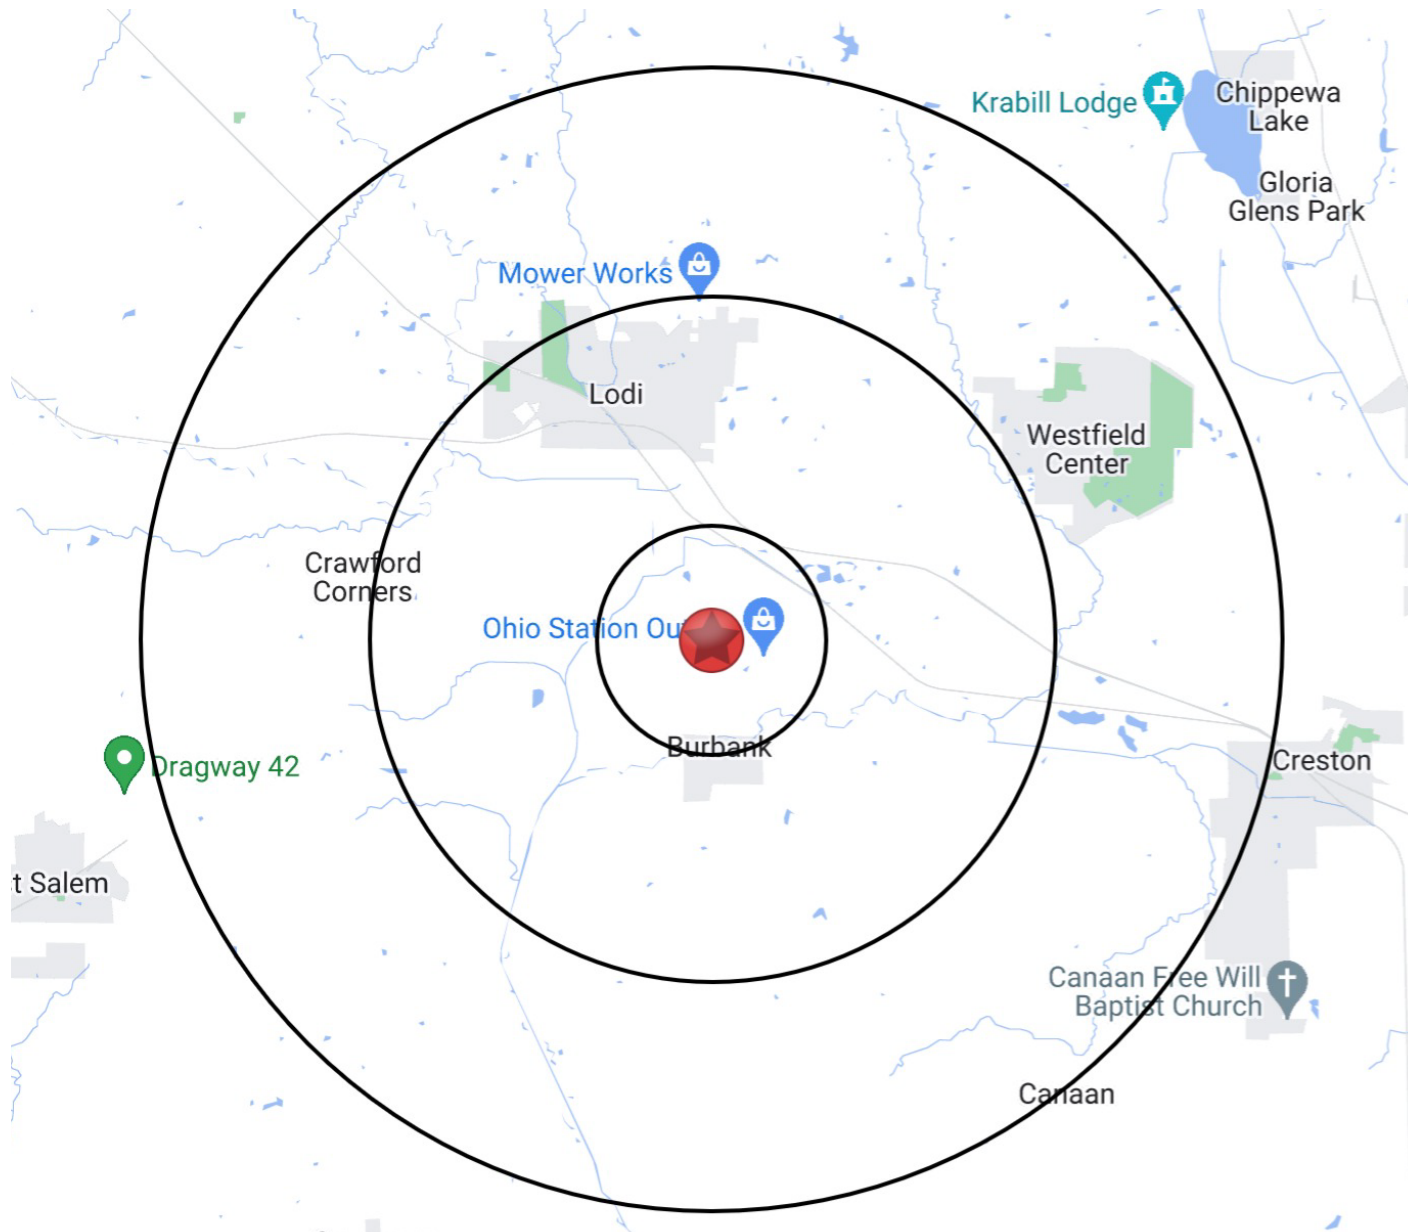 Krabill Lodge
Chippewa
Lake
Gloria
Glens Park
Mower Works
Lodi
Westfield
Center
Crawford
Corners
Ohio Station Ou
Burbank
Dragway 42
Creston
t Salem
Canaan Free Will
Baptist Church
Canaan